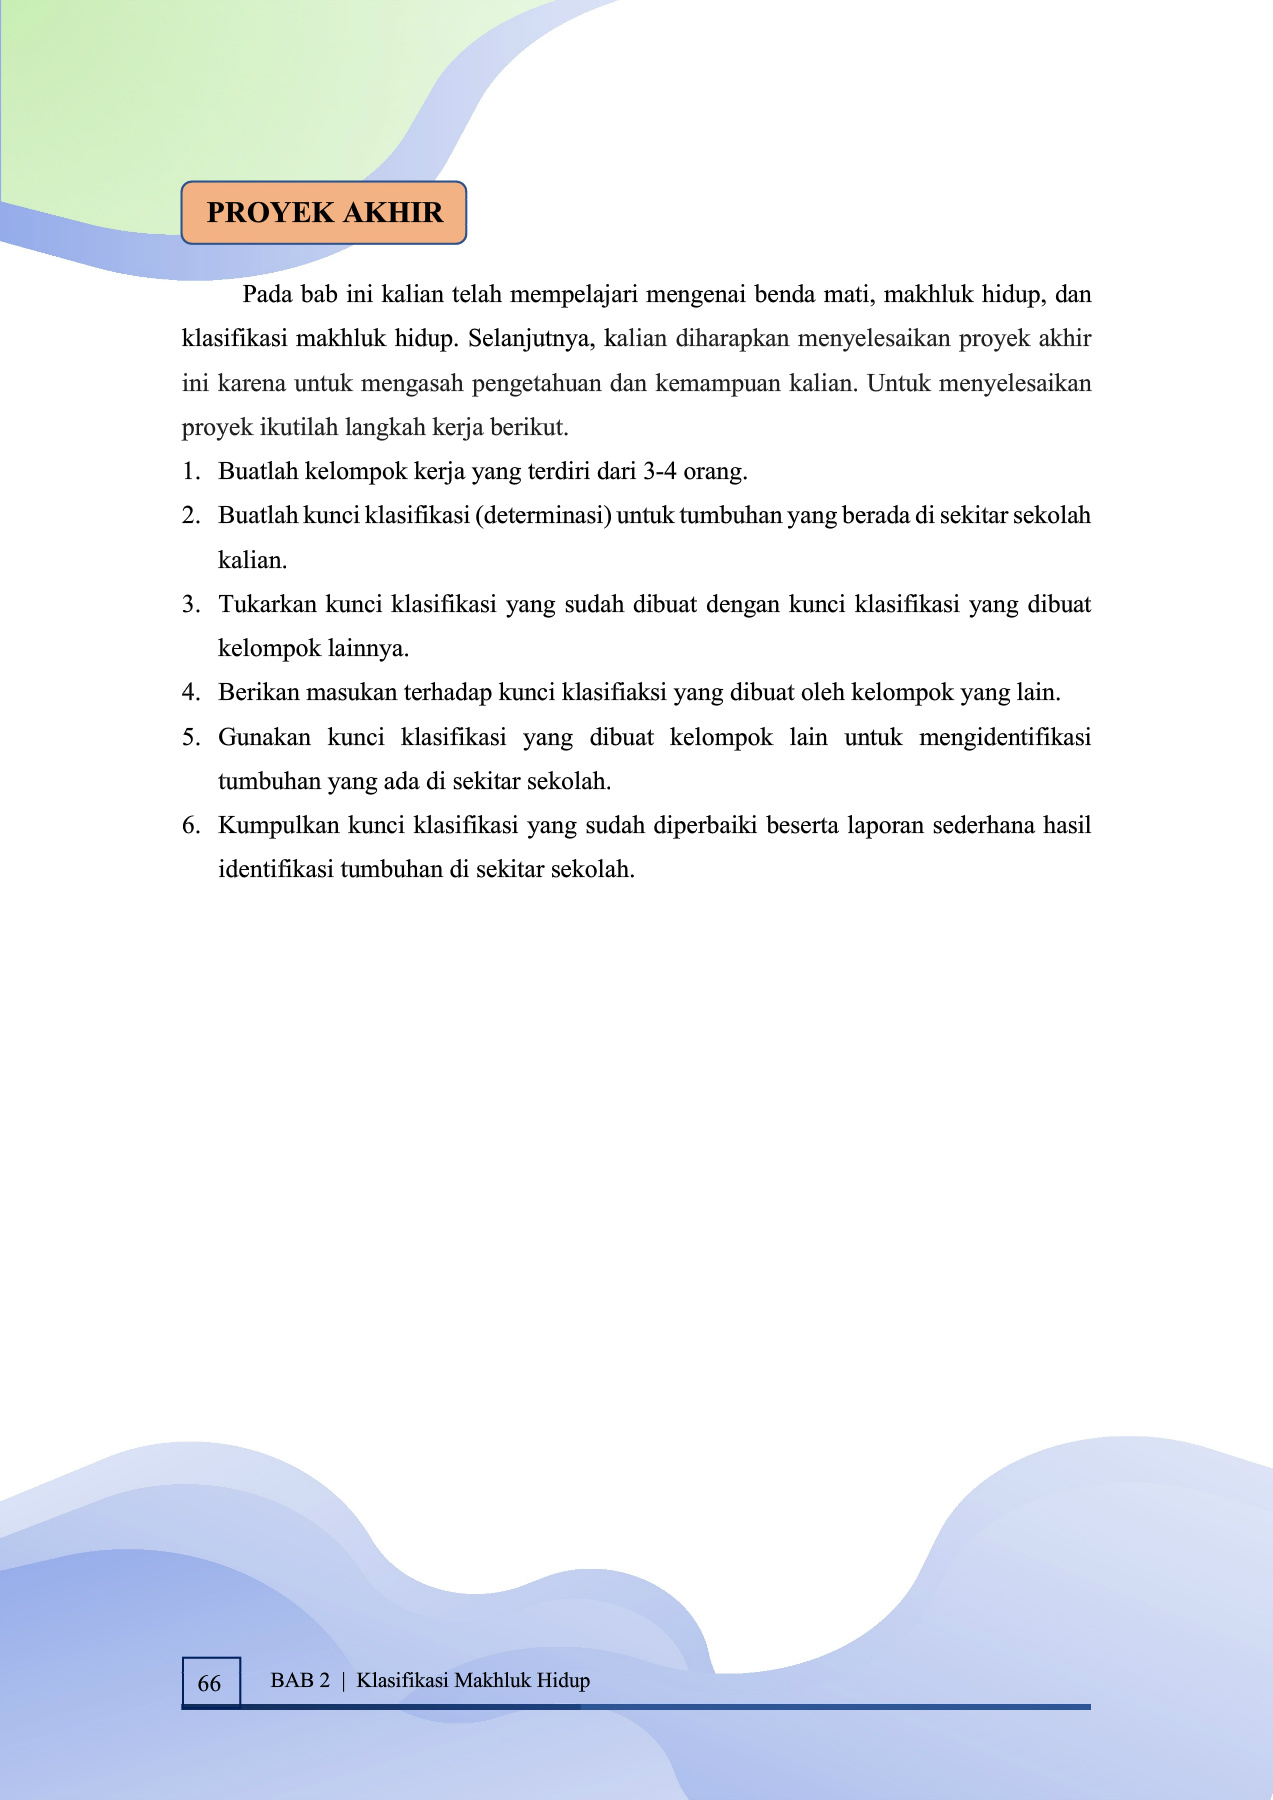 PROYEK AKHIR
Pada bab ini kalian telah mempelajari mengenai benda mati, makhluk hidup, dan
klasifikasi makhluk hidup. Selanjutnya, kalian diharapkan menyelesaikan proyek akhir
ini karena untuk mengasah pengetahuan dan kemampuan kalian. Untuk menyelesaikan
proyek ikutilah langkah kerja berikut.
1. Buatlah kelompok kerja yang terdiri dari 3-4 orang.
2. Buatlah kunci klasifikasi (determinasi) untuk tumbuhan yang berada di sekitar sekolah
kalian.
3. Tukarkan kunci klasifikasi yang sudah dibuat dengan kunci klasifikasi yang dibuat
kelompok lainnya.
4. Berikan masukan terhadap kunci klasifiaksi yang dibuat oleh kelompok yang lain.
5. Gunakan kunci klasifikasi yang dibuat kelompok lain untuk mengidentifikasi
tumbuhan yang ada di sekitar sekolah.
6. Kumpulkan kunci klasifikasi yang sudah diperbaiki beserta laporan sederhana hasil
identifikasi tumbuhan di sekitar sekolah.
66 BAB 2 | Klasifikasi Makhluk Hidup